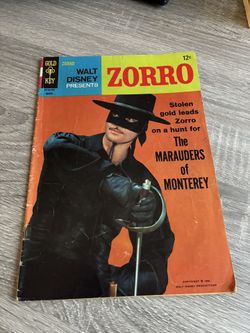 GOLD
KEY
WALT
DISNEY
PRESENTS
ZORRO
12¢
Stolen
gold leads
Zorro
on a hunt for
The
MARAUDERS
of
MONTEREY